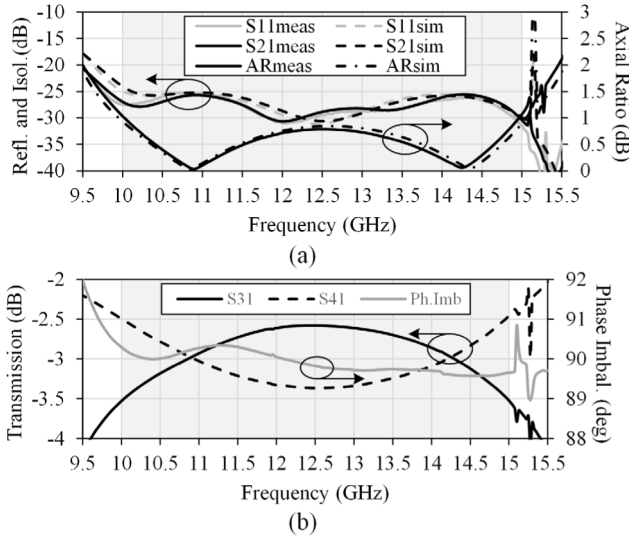 S11meas S11sim
S21meas S21sim
ARmeas ARsim
Refl. and Isol.(dB)
-10
-15
-20
-25
-30
-35
-40
3
2.5
2
1.5
1
0.5
0
Axial Ratio (dB)
9.5 10 10.5 11 11.5 12 12.5 13 13.5 14 14.5 15 15.5
Frequency (GHz)
(a)
S31 S41 Ph.Imb
Transmission (dB)
-2
-2.5
-3
-3.5
-4
92
91
90
89
88
Phase Imbal. (deg)
9.5 10 10.5 11 11.5 12 12.5 13 13.5 14 14.5 15 15.5
Frequency (GHz)
(b)